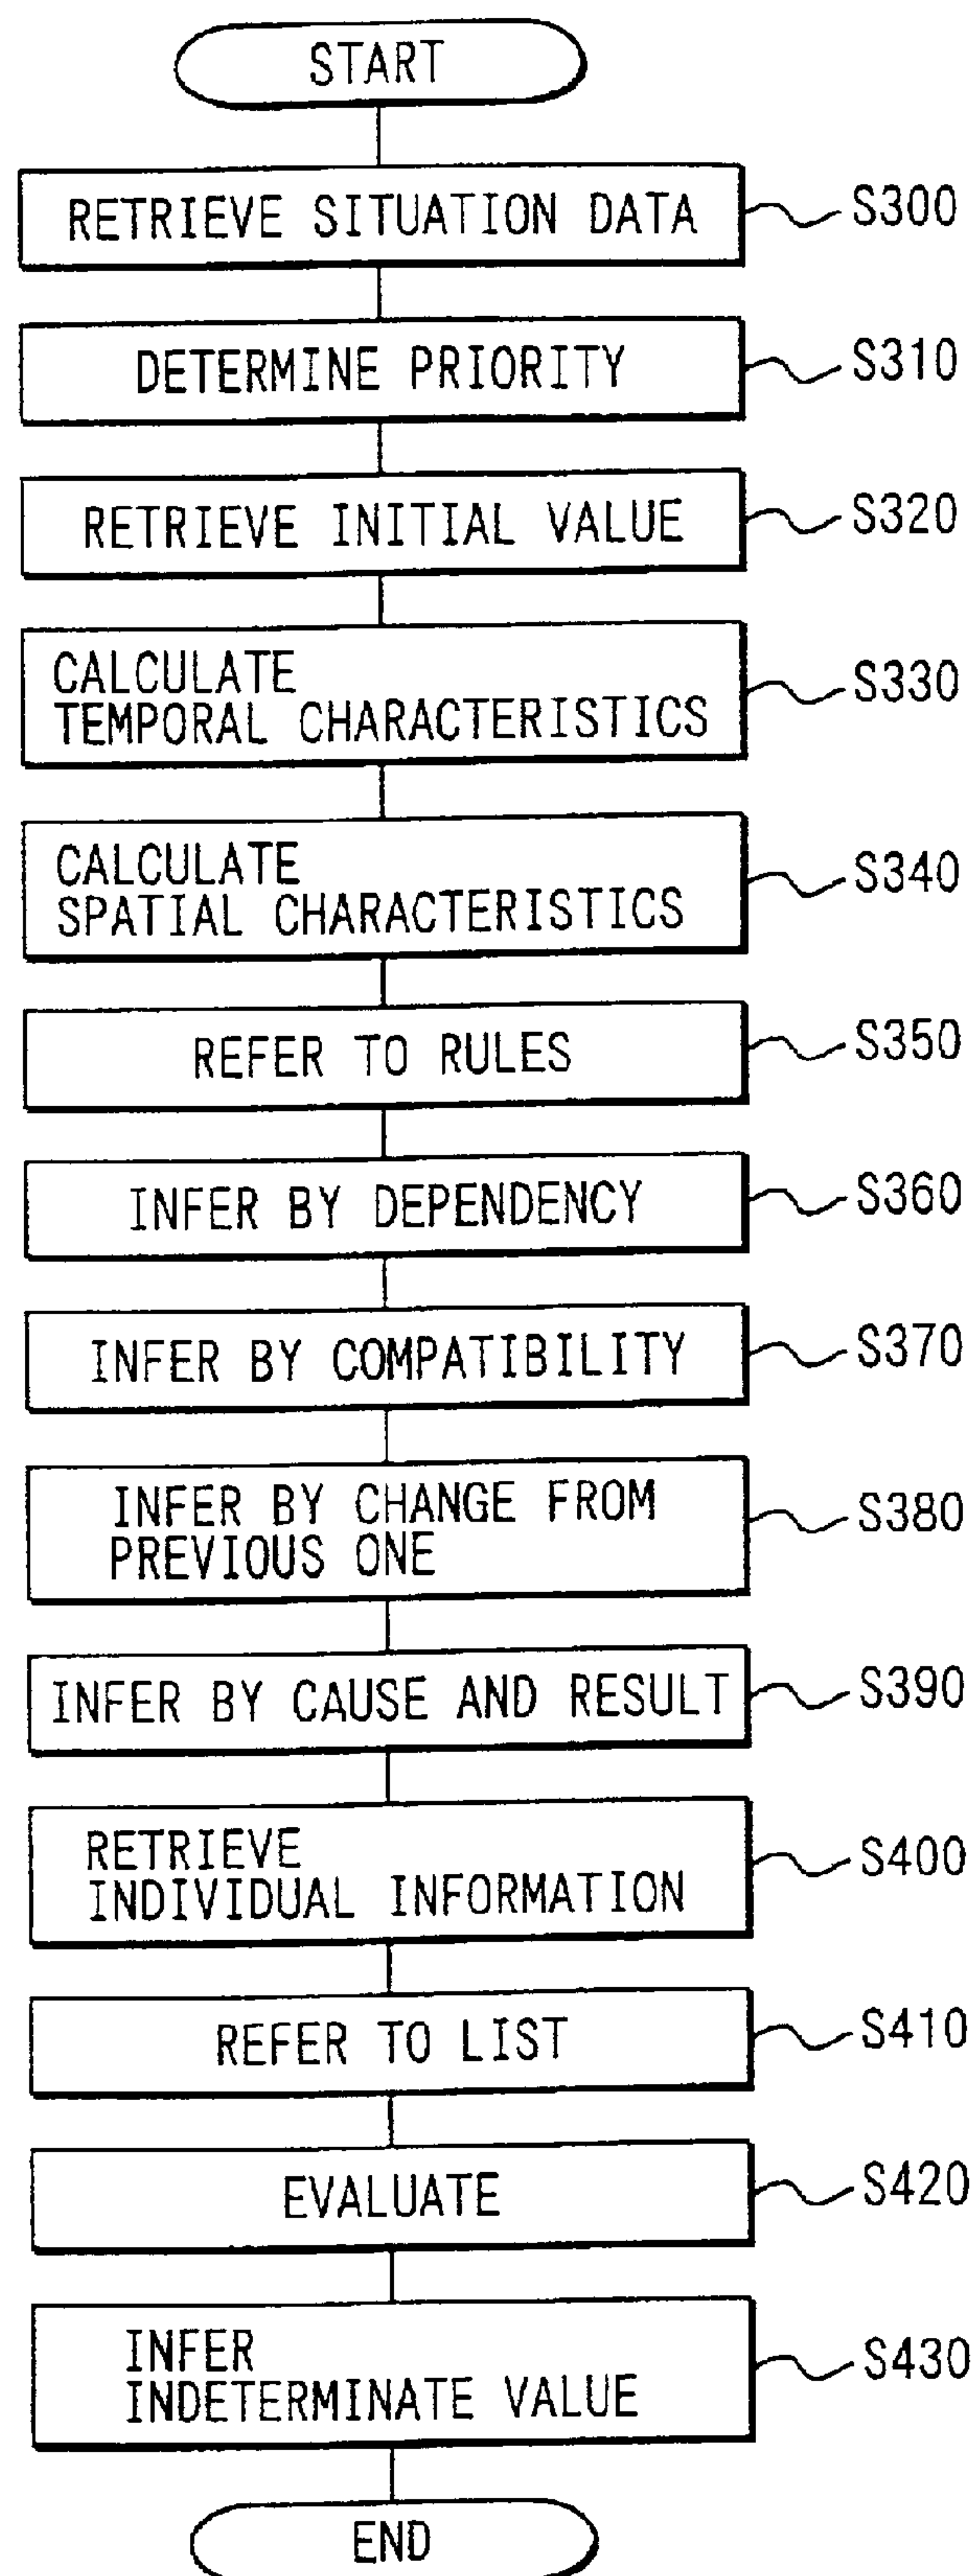 START
RETRIEVE SITUATION DATA S300
DETERMINE PRIORITY S310
RETRIEVE INITIAL VALUE S320
CALCULATE
TEMPORAL CHARACTERISTICS S330
CALCULATE
SPATIAL CHARACTERISTICS S340
REFER TO RULES S350
INFER BY DEPENDENCY S360
INFER BY COMPATIBILITY S370
INFER BY CHANGE FROM
PREVIOUS ONE S380
INFER BY CAUSE AND RESULT S390
RETRIEVE
INDIVIDUAL INFORMATION S400
REFER TO LIST S410
EVALUATE S420
INFER
INDETERMINATE VALUE S430
END